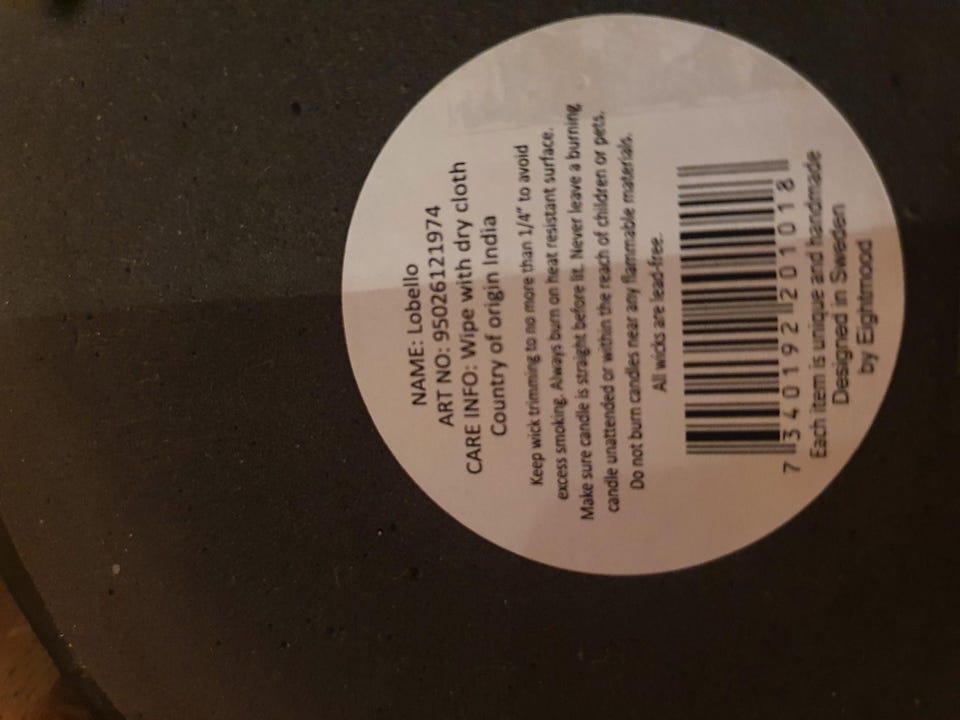 NAME: Lobello
ART NO: 95026121974
CARE INFO: Wipe with dry cloth
Country of origin India
Keep wick trimming to no more than 1/4" to avoid
excess smoking. Always burn on heat resistant surface.
Make sure candle is straight before lit. Never leave a burning
candle unattended or within the reach of children or pets.
Do not burn candles near any flammable materials.
All wicks are lead-free.
7 340192 201018
Each item is unique and handmade
Designed in Sweden
by Eightmood